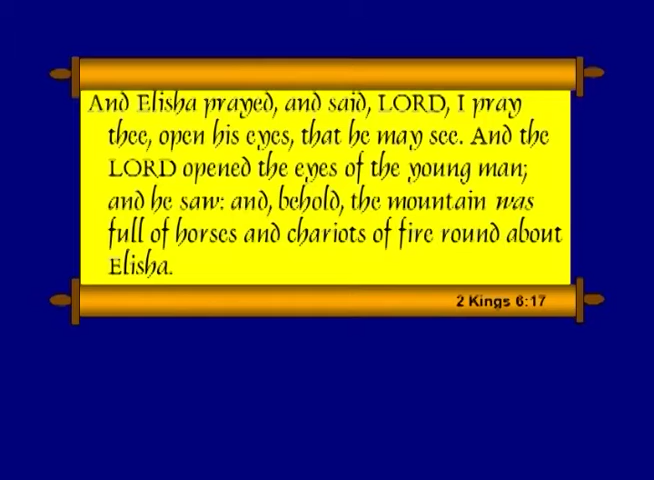 And Elisha prayed, and said, LORD, I pray
thee, open his eyes, that he may see. And the
LORD opened the eyes of the young man;
and he saw: and, behold, the mountain was
full of horses and chariots of fire round about
Elisha.
2 Kings 6:17